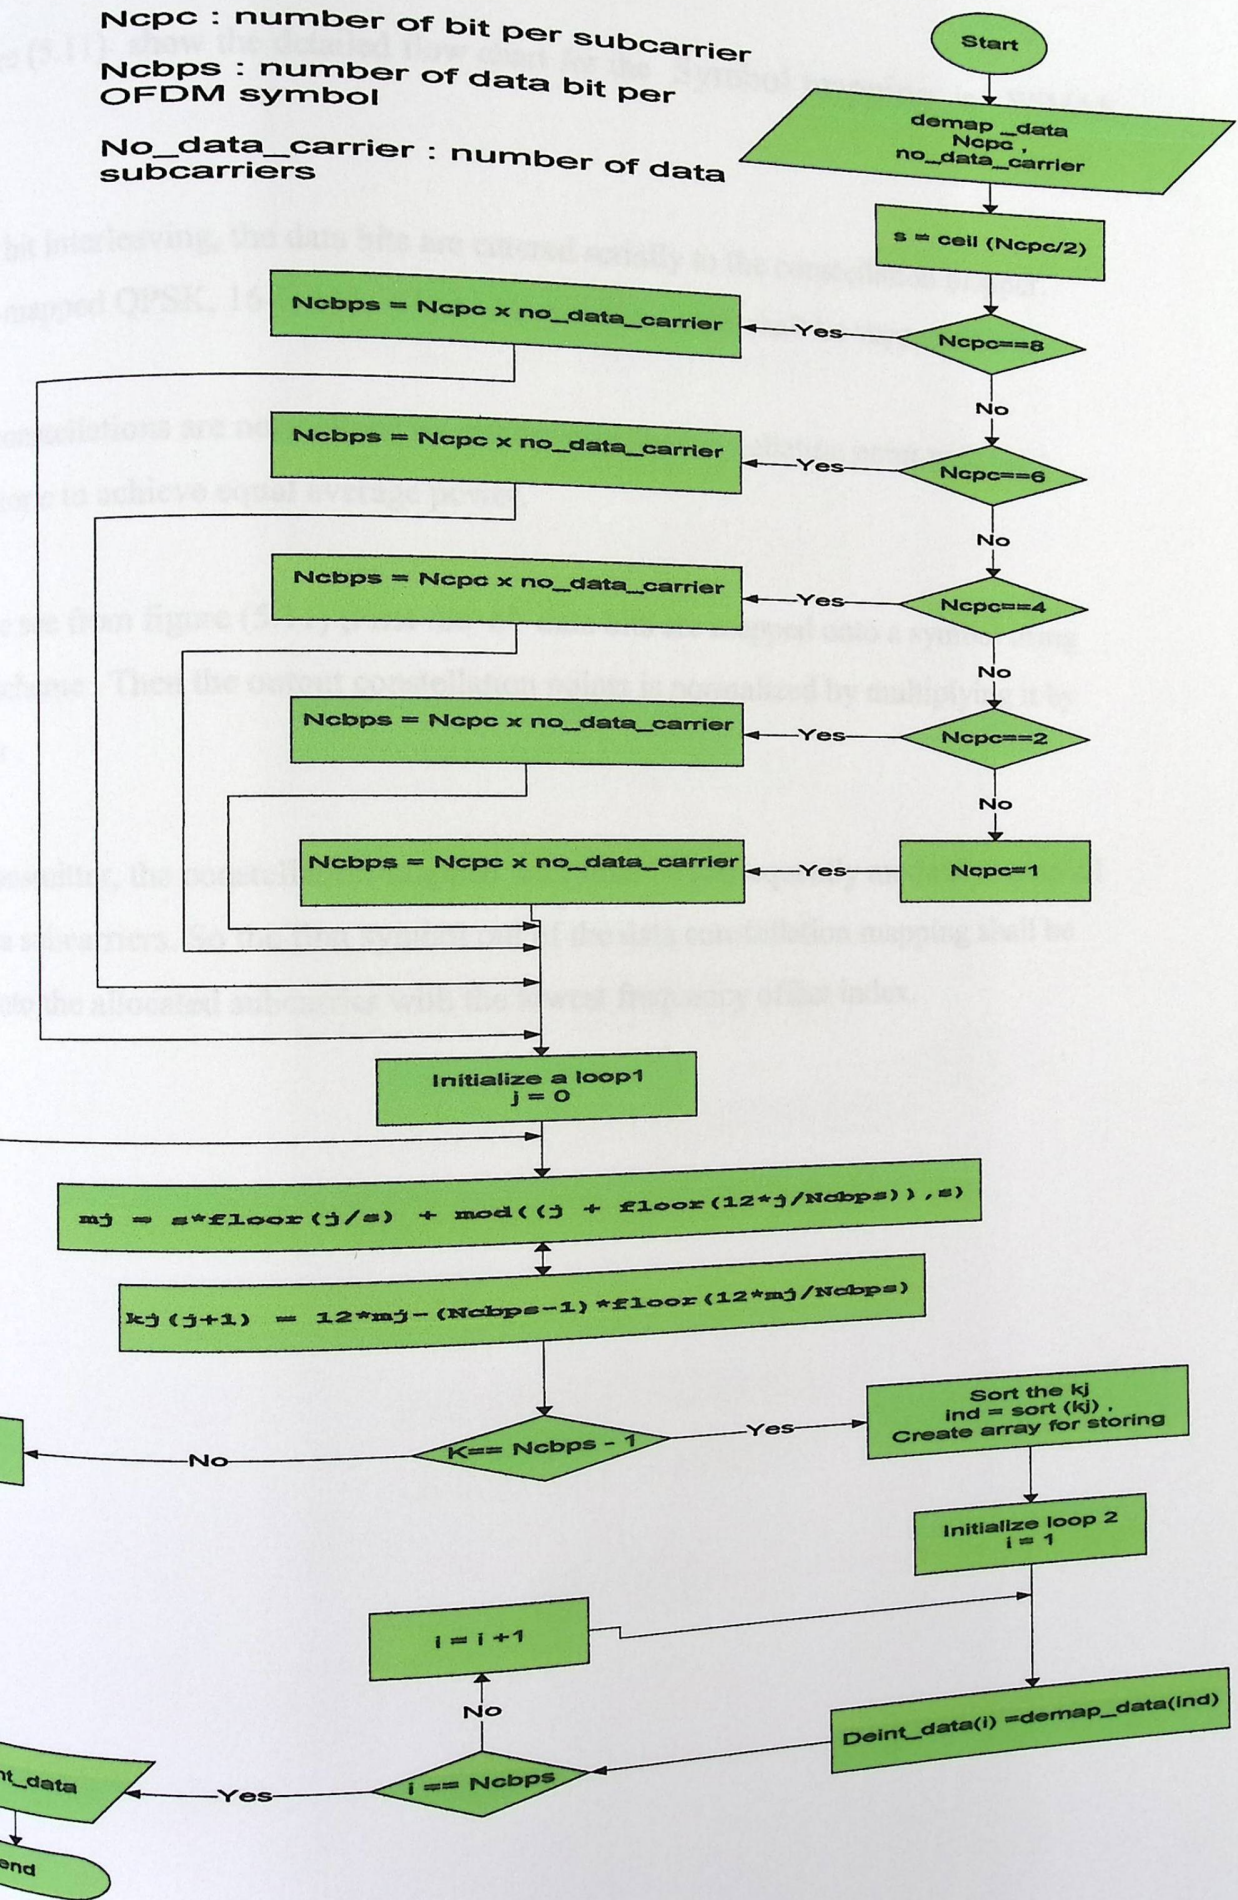 Ncpc : number of bit per subcarrier
Ncbps : number of data bit per
OFDM symbol
No_data_carrier : number of data
subcarriers
Start
demap _data
Ncpc ,
no_data_carrier
s = ceil (Ncpc/2)
Ncpc==8
Yes
Ncbps = Ncpc x no_data_carrier
No
Ncpc==6
Yes
Ncbps = Ncpc x no_data_carrier
No
Ncpc==4
Yes
Ncbps = Ncpc x no_data_carrier
No
Ncpc==2
Yes
Ncbps = Ncpc x no_data_carrier
No
Ncpc=1
Yes
Ncbps = Ncpc x no_data_carrier
Initialize a loop1
j = 0
mj = s*floor(j/s) + mod((j + floor(12*j/Ncbps)),s)
kj(j+1) = 12*mj-(Ncbps-1)*floor(12*mj/Ncbps)
K== Ncbps - 1
No
Yes
Sort the kj
ind = sort (kj) ,
Create array for storing
Initialize loop 2
i = 1
i = i +1
No
Deint_data(i) =demap_data(ind)
i == Ncbps
Yes
nt_data
end